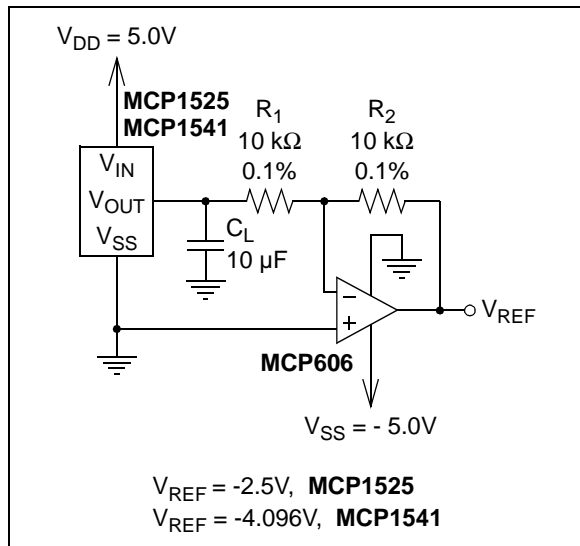 V_DD = 5.0V
MCP1525
MCP1541
V_IN
V_OUT
V_SS
R_1
10 kΩ
0.1%
R_2
10 kΩ
0.1%
C_L
10 µF
−
+
MCP606
V_REF
V_SS = - 5.0V
V_REF = -2.5V, MCP1525
V_REF = -4.096V, MCP1541